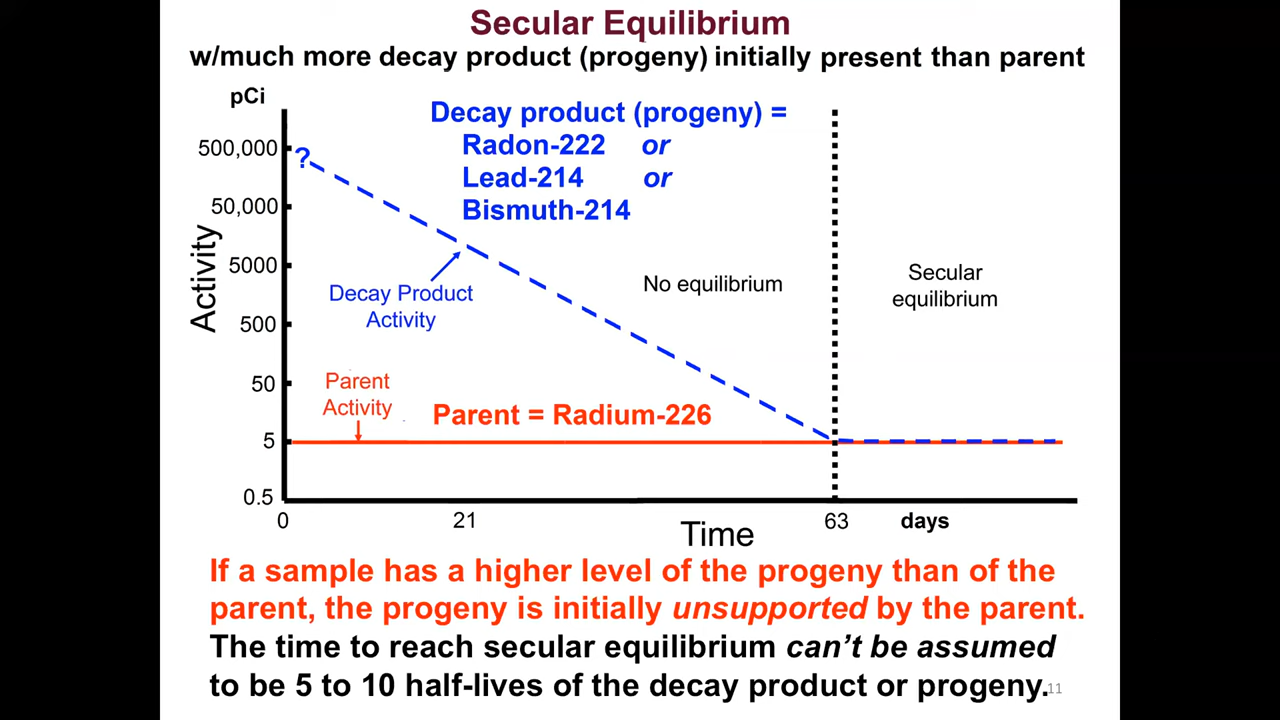 Secular Equilibrium
w/much more decay product (progeny) initially present than parent
pCi
Decay product (progeny) =
Radon-222 or
Lead-214 or
Bismuth-214
500,000
?
50,000
5000
500
50
5
0.5
Activity
Decay Product
Activity
No equilibrium
Secular
equilibrium
Parent
Activity
Parent = Radium-226
0
21
63
days
Time
If a sample has a higher level of the progeny than of the
parent, the progeny is initially unsupported by the parent.
The time to reach secular equilibrium can’t be assumed
to be 5 to 10 half-lives of the decay product or progeny.
11